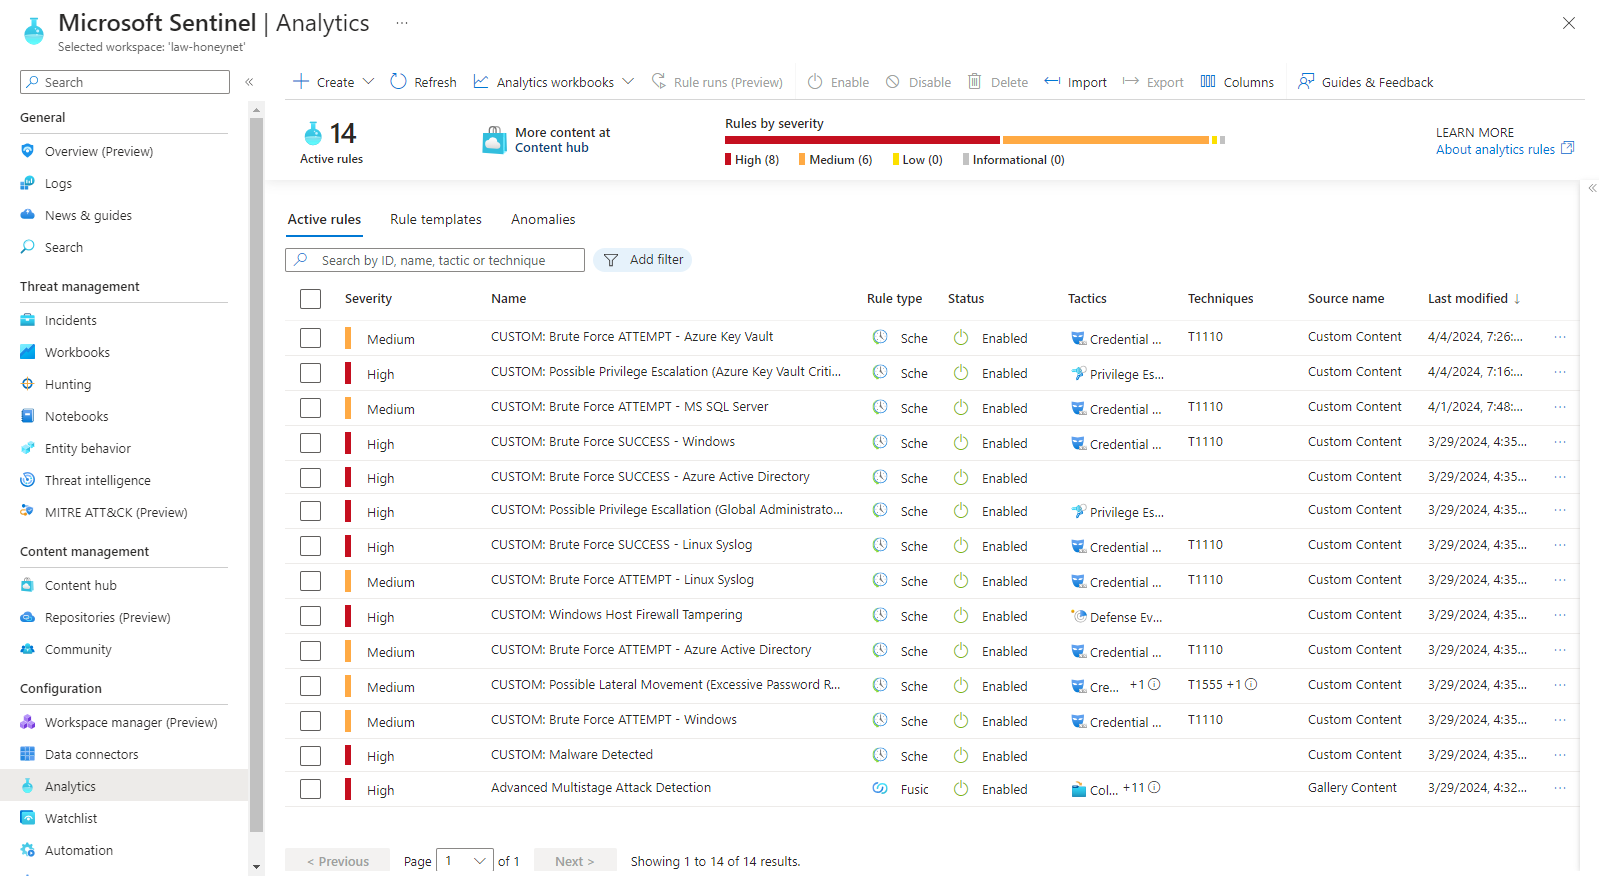 Microsoft Sentinel | Analytics ...
Selected workspace: 'law-honeynet'
Search
«
General
Overview (Preview)
Logs
News & guides
Search
Threat management
Incidents
Workbooks
Hunting
Notebooks
Entity behavior
Threat intelligence
MITRE ATT&CK (Preview)
Content management
Content hub
Repositories (Preview)
Community
Configuration
Workspace manager (Preview)
Data connectors
Analytics
Watchlist
Automation
Create Refresh Analytics workbooks Rule runs (Preview) Enable Disable Delete Import Export Columns Guides & Feedback
14
Active rules
More content at
Content hub
Rules by severity
High (8) Medium (6) Low (0) Informational (0)
LEARN MORE
About analytics rules
«
Active rules Rule templates Anomalies
Search by ID, name, tactic or technique Add filter
Severity Name Rule type Status Tactics Techniques Source name Last modified ↓
Medium CUSTOM: Brute Force ATTEMPT - Azure Key Vault Sche Enabled Credential ... T1110 Custom Content 4/4/2024, 7:26:... ...
High CUSTOM: Possible Privilege Escalation (Azure Key Vault Criti... Sche Enabled Privilege Es... Custom Content 4/4/2024, 7:16:... ...
Medium CUSTOM: Brute Force ATTEMPT - MS SQL Server Sche Enabled Credential ... T1110 Custom Content 4/1/2024, 7:48:... ...
High CUSTOM: Brute Force SUCCESS - Windows Sche Enabled Credential ... T1110 Custom Content 3/29/2024, 4:35... ...
High CUSTOM: Brute Force SUCCESS - Azure Active Directory Sche Enabled Custom Content 3/29/2024, 4:35... ...
High CUSTOM: Possible Privilege Escallation (Global Administrato... Sche Enabled Privilege Es... Custom Content 3/29/2024, 4:35... ...
High CUSTOM: Brute Force SUCCESS - Linux Syslog Sche Enabled Credential ... T1110 Custom Content 3/29/2024, 4:35... ...
Medium CUSTOM: Brute Force ATTEMPT - Linux Syslog Sche Enabled Credential ... T1110 Custom Content 3/29/2024, 4:35... ...
High CUSTOM: Windows Host Firewall Tampering Sche Enabled Defense Ev... Custom Content 3/29/2024, 4:35... ...
Medium CUSTOM: Brute Force ATTEMPT - Azure Active Directory Sche Enabled Credential ... T1110 Custom Content 3/29/2024, 4:35... ...
Medium CUSTOM: Possible Lateral Movement (Excessive Password R... Sche Enabled Cre... +1 T1555 +1 Custom Content 3/29/2024, 4:35... ...
Medium CUSTOM: Brute Force ATTEMPT - Windows Sche Enabled Credential ... T1110 Custom Content 3/29/2024, 4:35... ...
High CUSTOM: Malware Detected Sche Enabled Custom Content 3/29/2024, 4:35... ...
High Advanced Multistage Attack Detection Fusic Enabled Col... +11 Gallery Content 3/29/2024, 4:32... ...
< Previous Page 1 of 1 Next > Showing 1 to 14 of 14 results.